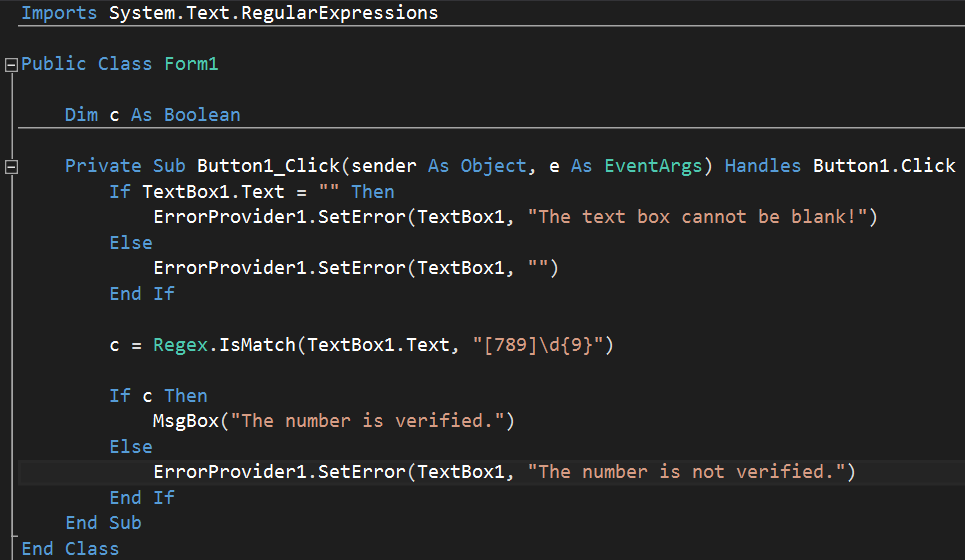 Imports System.Text.RegularExpressions
Public Class Form1
Dim c As Boolean
Private Sub Button1_Click(sender As Object, e As EventArgs) Handles Button1.Click
If TextBox1.Text = "" Then
ErrorProvider1.SetError(TextBox1, "The text box cannot be blank!")
Else
ErrorProvider1.SetError(TextBox1, "")
End If
c = Regex.IsMatch(TextBox1.Text, "[789]\d{9}")
If c Then
MsgBox("The number is verified.")
Else
ErrorProvider1.SetError(TextBox1, "The number is not verified.")
End If
End Sub
End Class